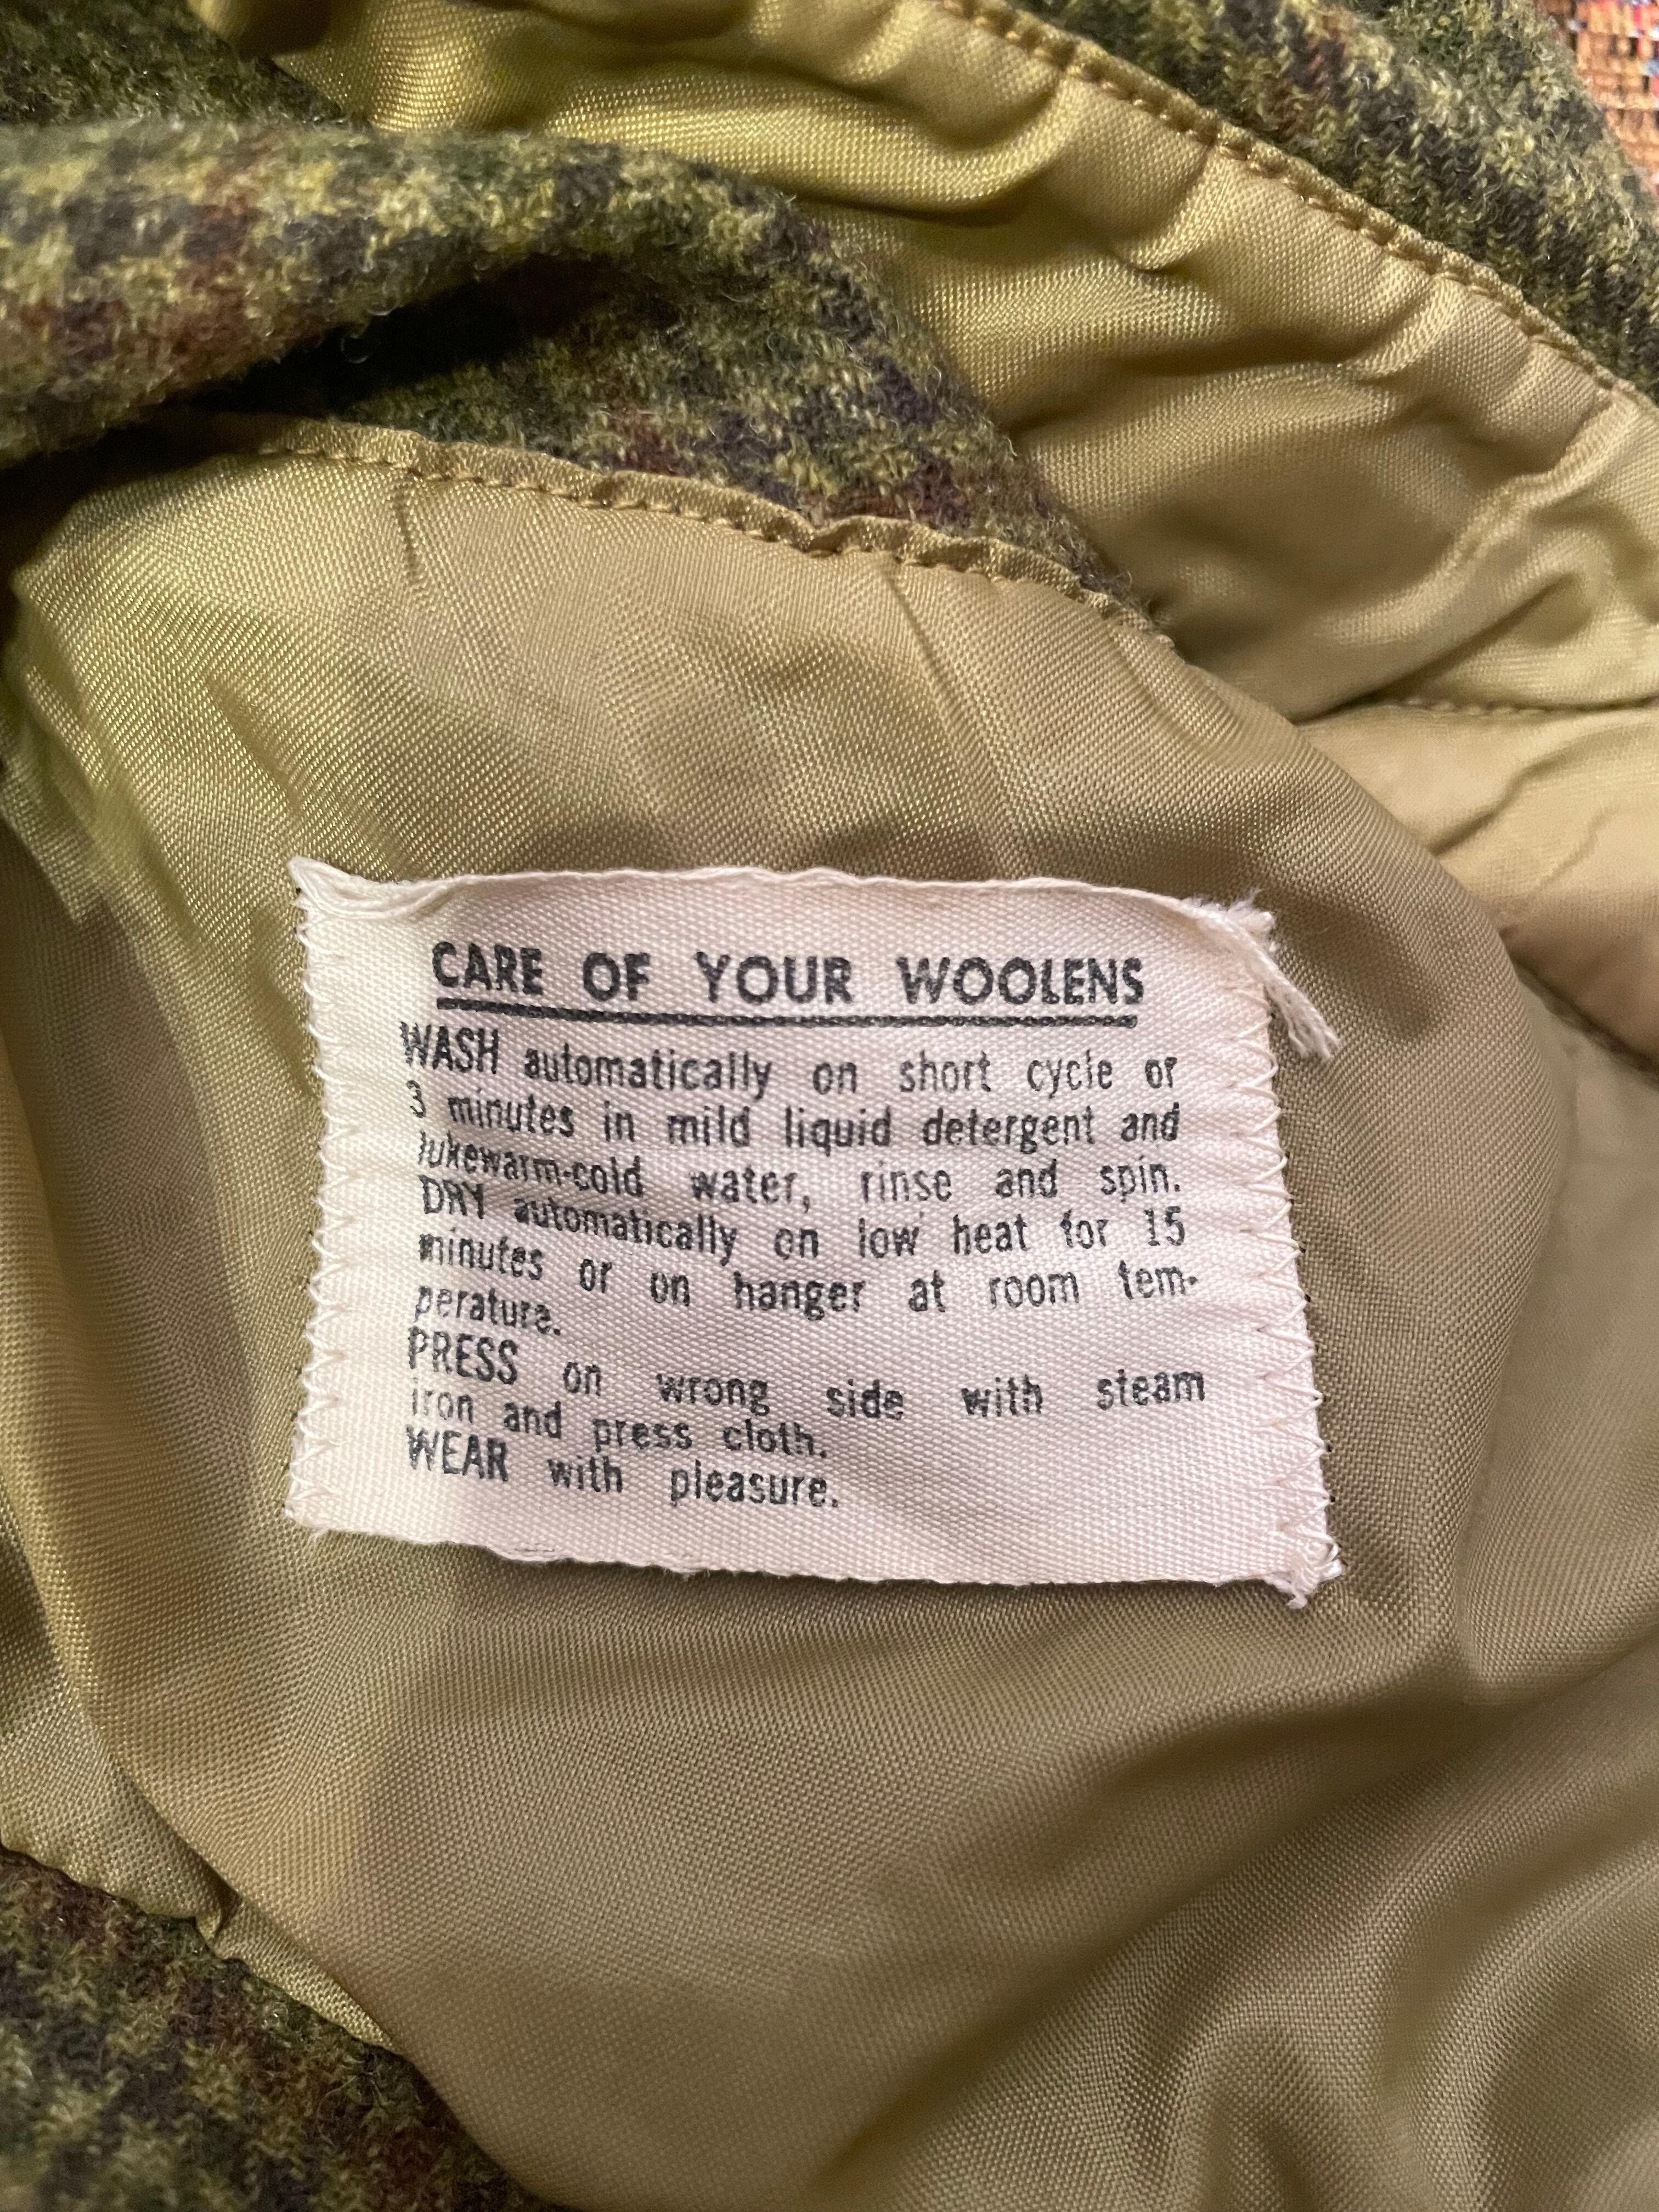 CARE OF YOUR WOOLENS
WASH automatically on short cycle or
3 minutes in mild liquid detergent and
lukewarm-cold water, rinse and spin.
DRY automatically on low heat for 15
minutes or on hanger at room tem-
perature.
PRESS on wrong side with steam
iron and press cloth.
WEAR with pleasure.